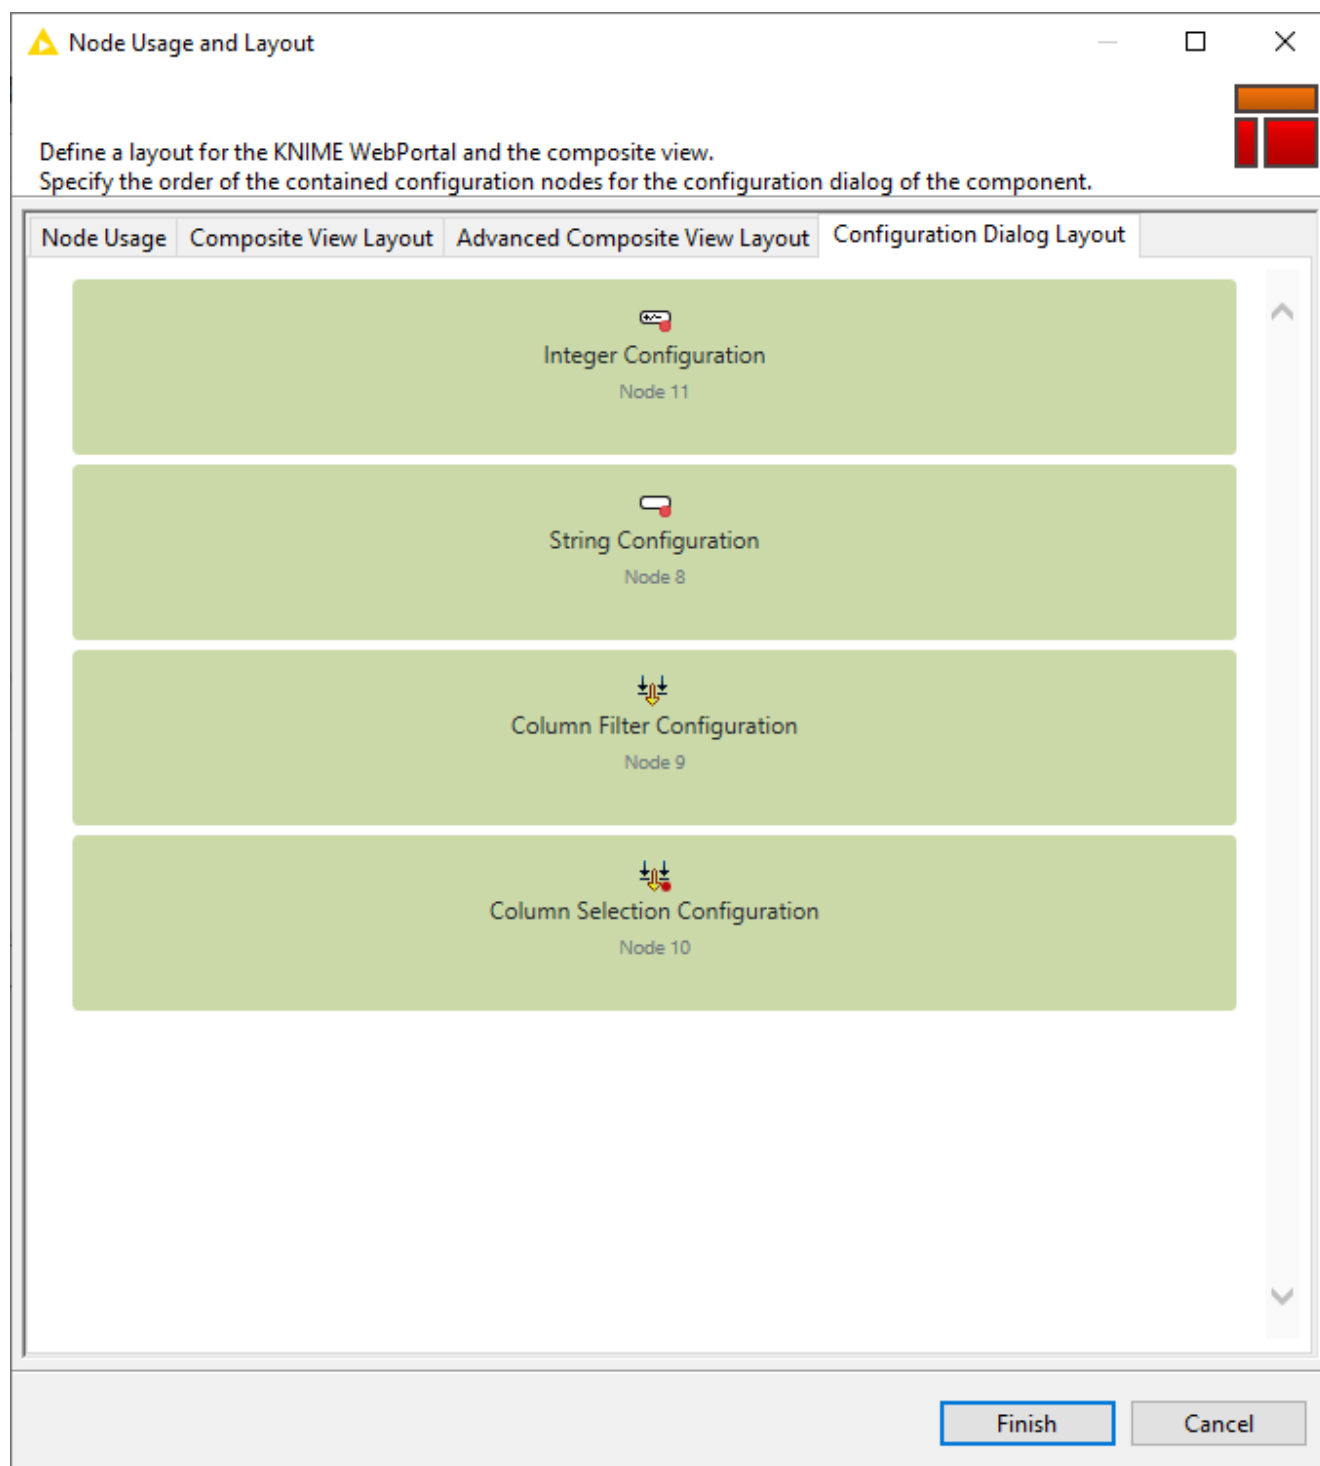 Node Usage and Layout
Define a layout for the KNIME WebPortal and the composite view.
Specify the order of the contained configuration nodes for the configuration dialog of the component.
Node Usage Composite View Layout Advanced Composite View Layout Configuration Dialog Layout
+/-
Integer Configuration
Node 11
String Configuration
Node 8
Column Filter Configuration
Node 9
Column Selection Configuration
Node 10
Finish Cancel